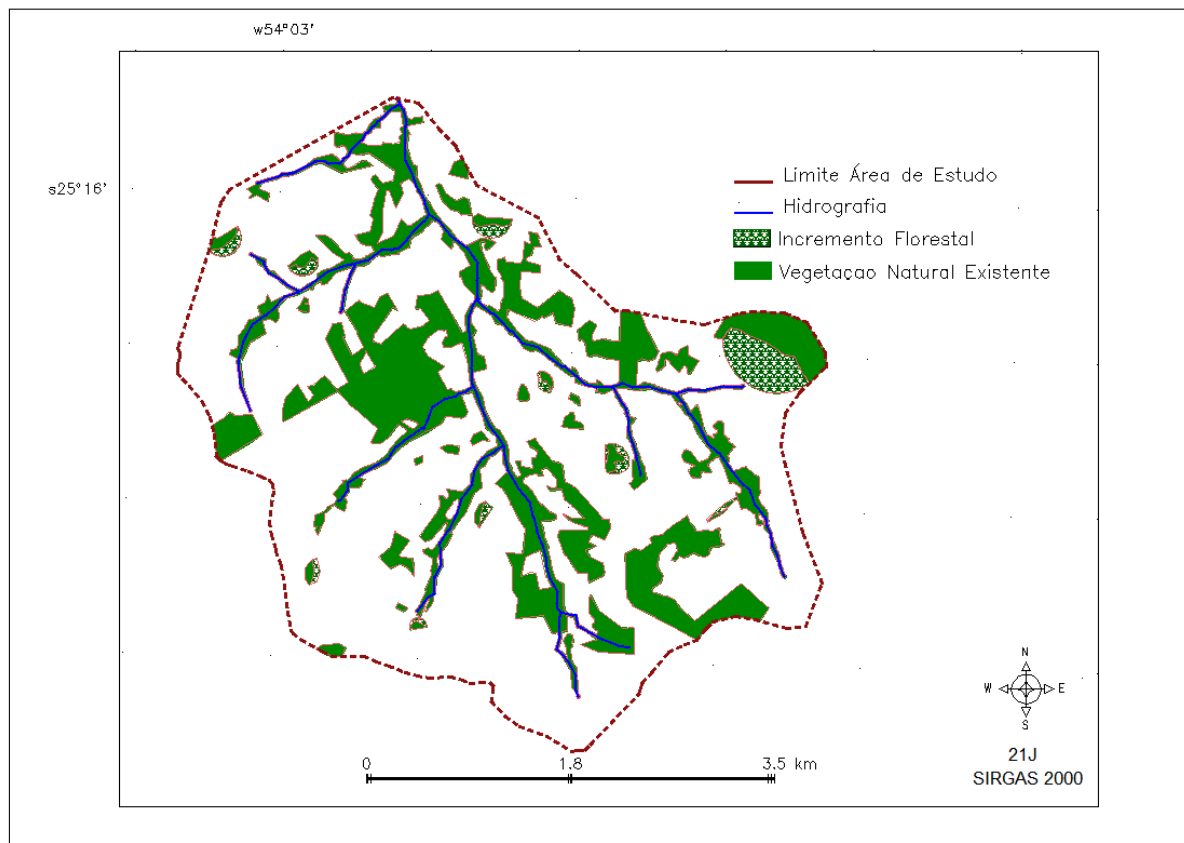 w54°03'
s25°16'
Limite Área de Estudo
Hidrografia
Incremento Florestal
Vegetaçao Natural Existente
N
W E
S
21J
SIRGAS 2000
0 1.8 3.5 km